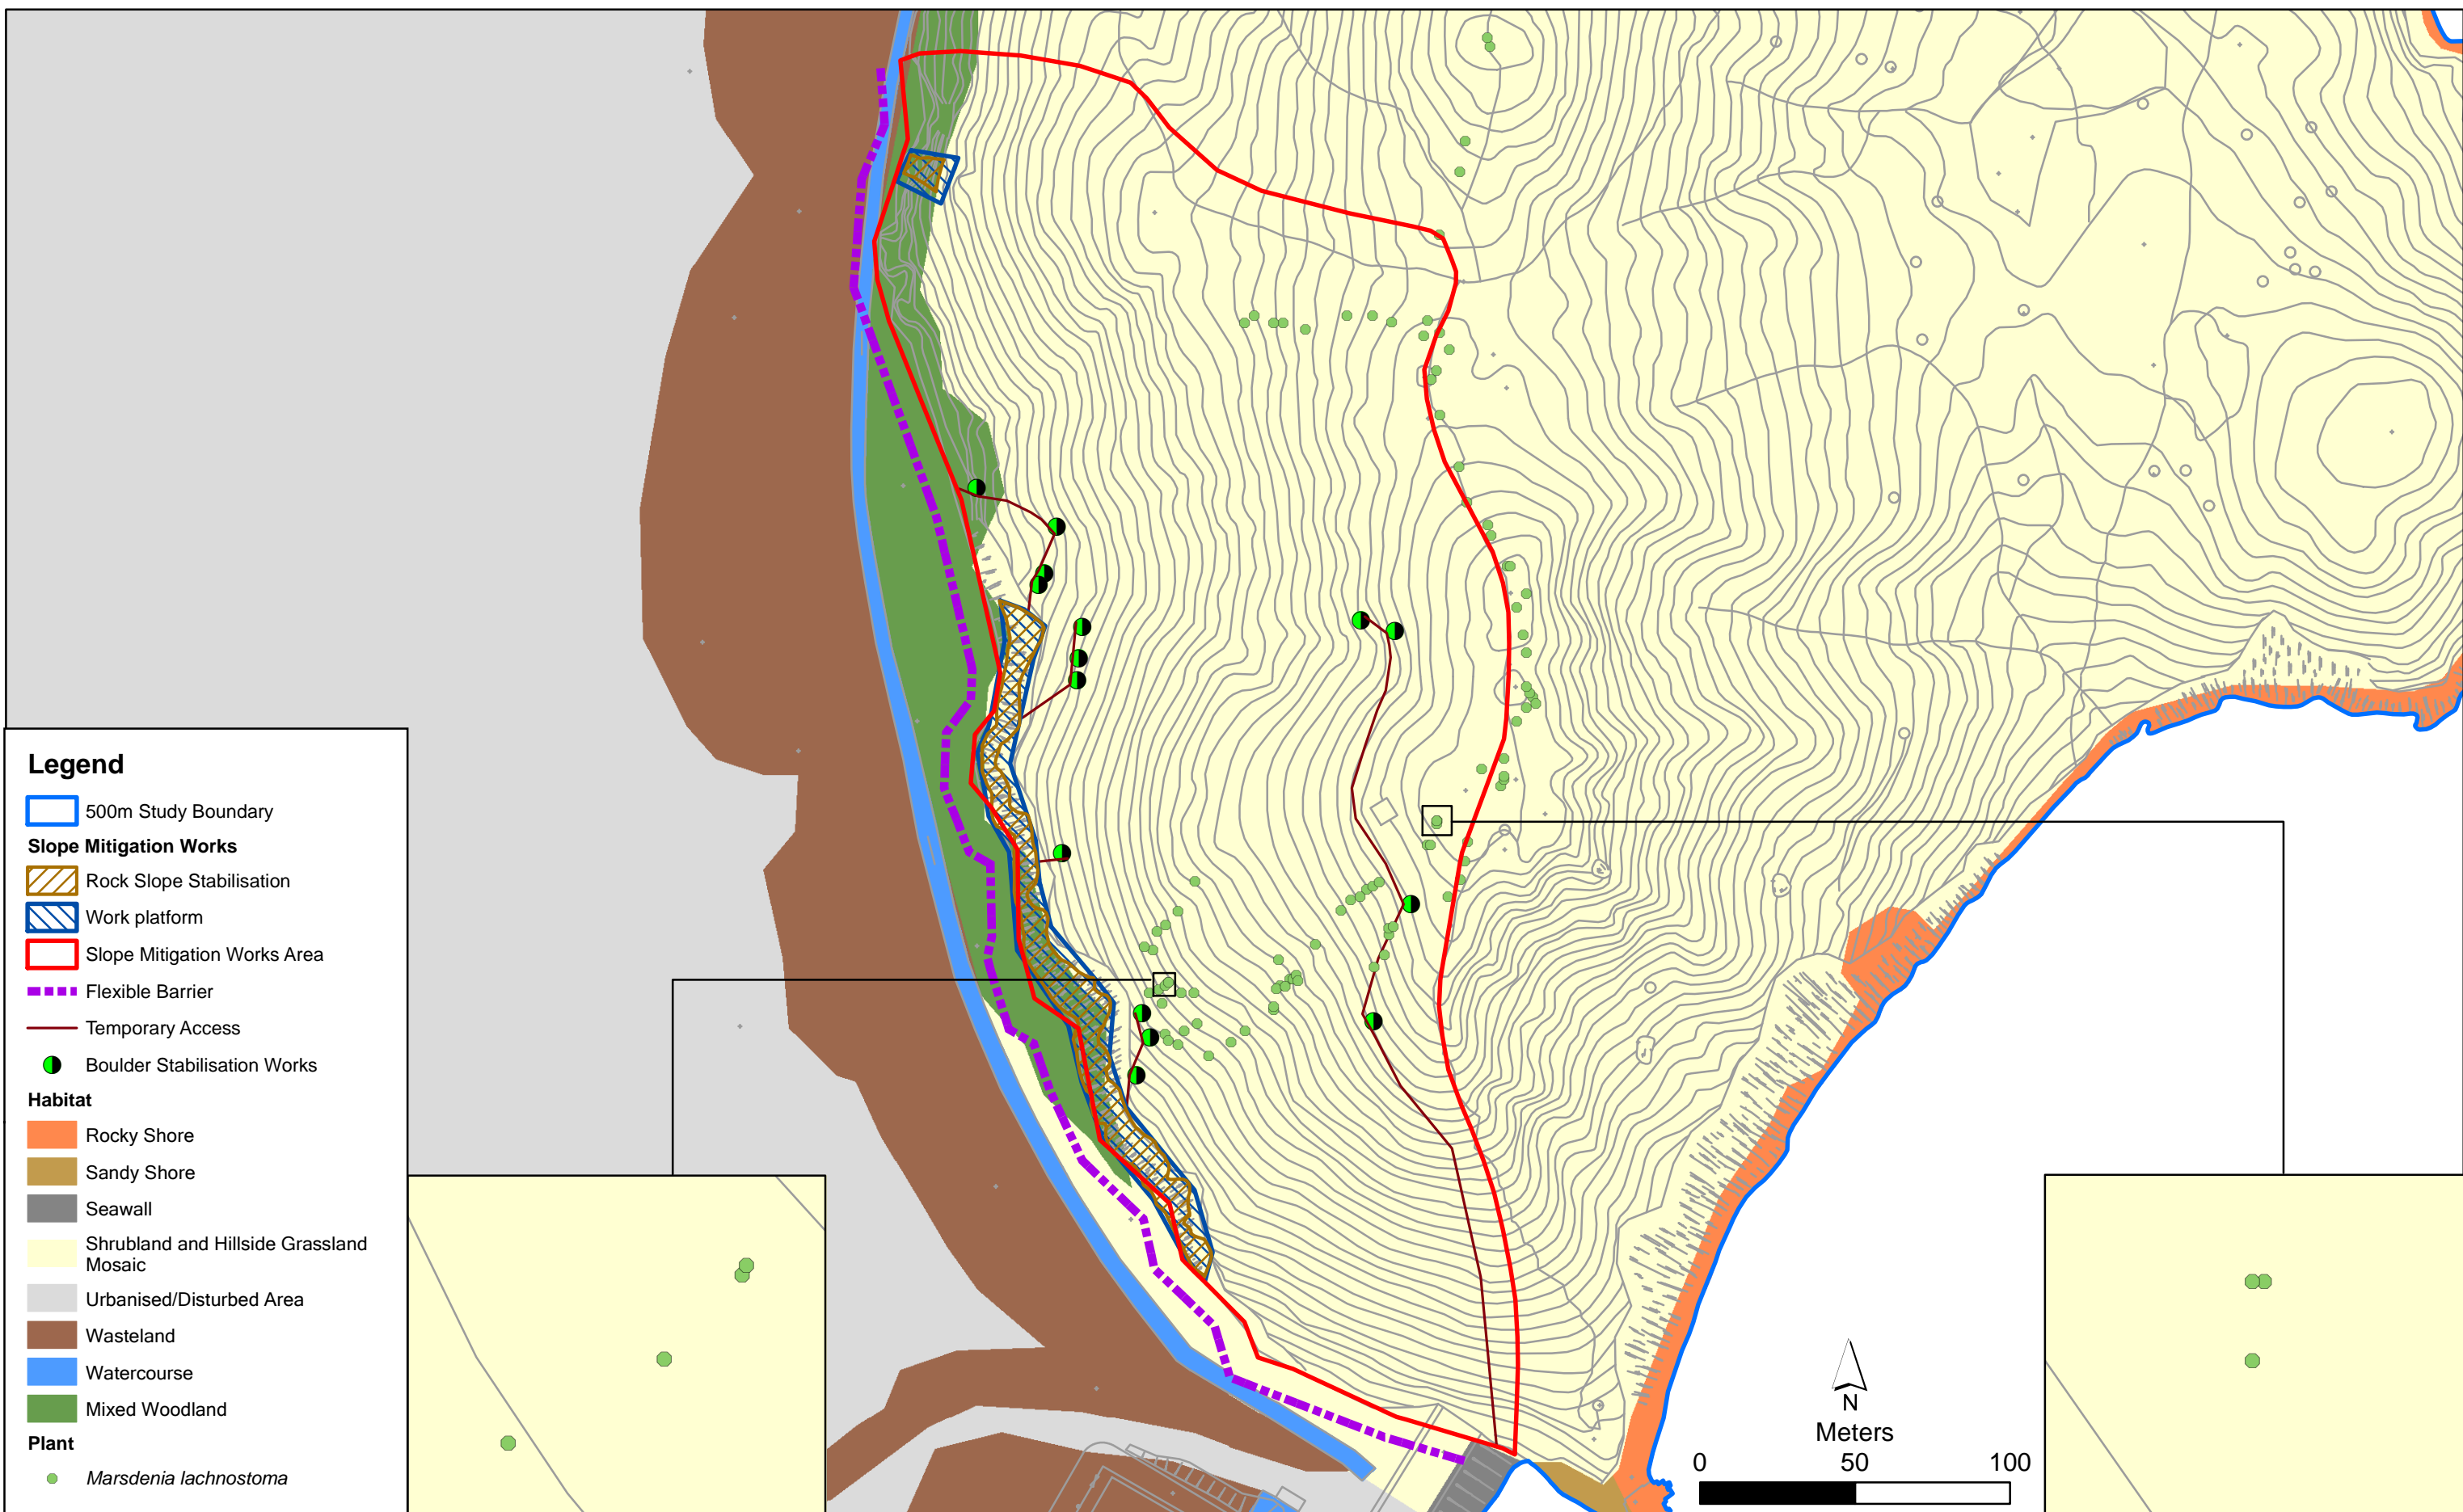 Legend
500m Study Boundary
Slope Mitigation Works
Rock Slope Stabilisation
Work platform
Slope Mitigation Works Area
Flexible Barrier
Temporary Access
Boulder Stabilisation Works
Habitat
Rocky Shore
Sandy Shore
Seawall
Shrubland and Hillside Grassland
Mosaic
Urbanised/Disturbed Area
Wasteland
Watercourse
Mixed Woodland
Plant
Marsdenia lachnostoma
N
Meters
0 50 100